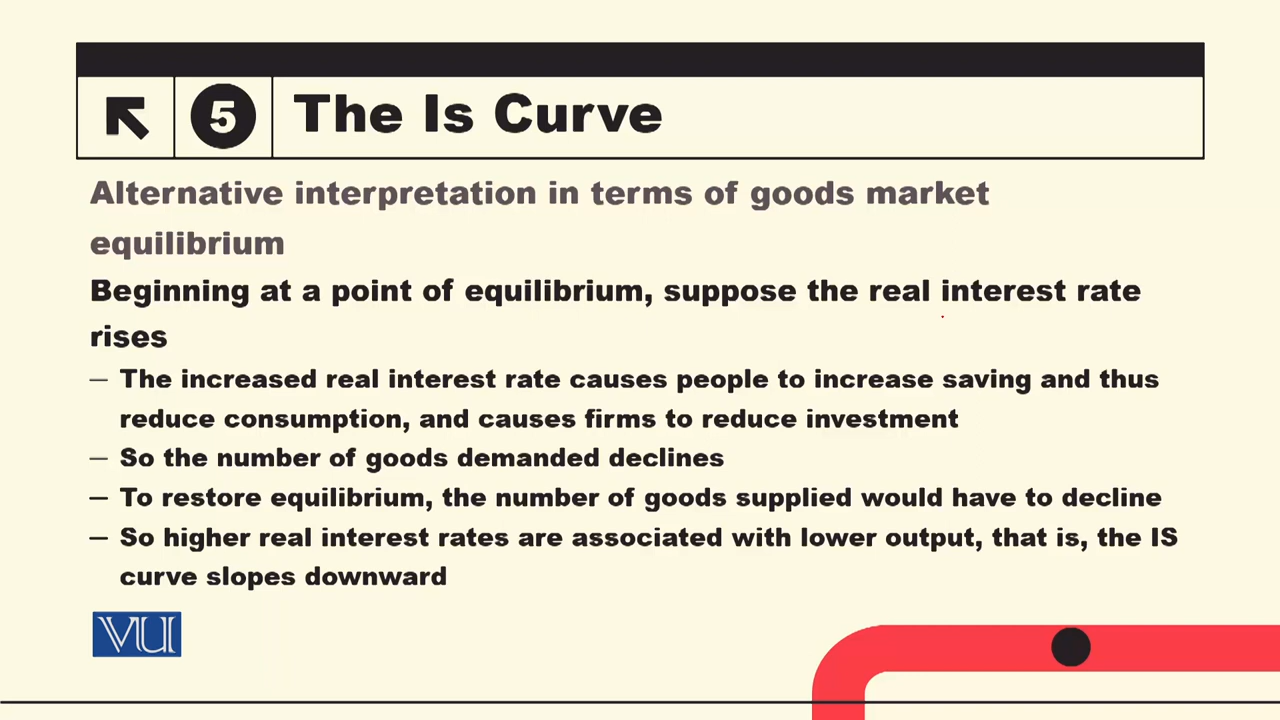 5
The Is Curve
Alternative interpretation in terms of goods market
equilibrium
Beginning at a point of equilibrium, suppose the real interest rate
rises
— The increased real interest rate causes people to increase saving and thus
reduce consumption, and causes firms to reduce investment
— So the number of goods demanded declines
— To restore equilibrium, the number of goods supplied would have to decline
— So higher real interest rates are associated with lower output, that is, the IS
curve slopes downward
VU